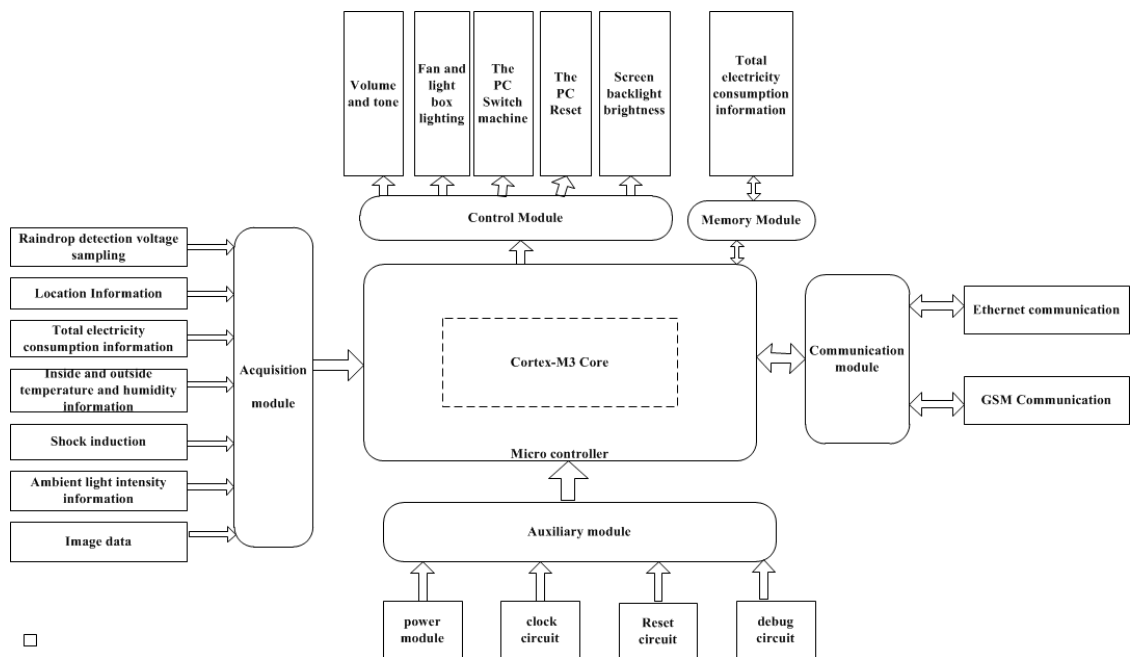 Volume
and tone
Fan and
light
box
lighting
The
PC
Switch
machine
The
PC
Reset
Screen
backlight
brightness
Total
electricity
consumption
information
Control Module
Memory Module
Raindrop detection voltage
sampling
Location Information
Total electricity
consumption information
Inside and outside
temperature and humidity
information
Shock induction
Ambient light intensity
information
Image data
Acquisition
module
Cortex-M3 Core
Micro controller
Communication
module
Ethernet communication
GSM Communication
Auxiliary module
power
module
clock
circuit
Reset
circuit
debug
circuit